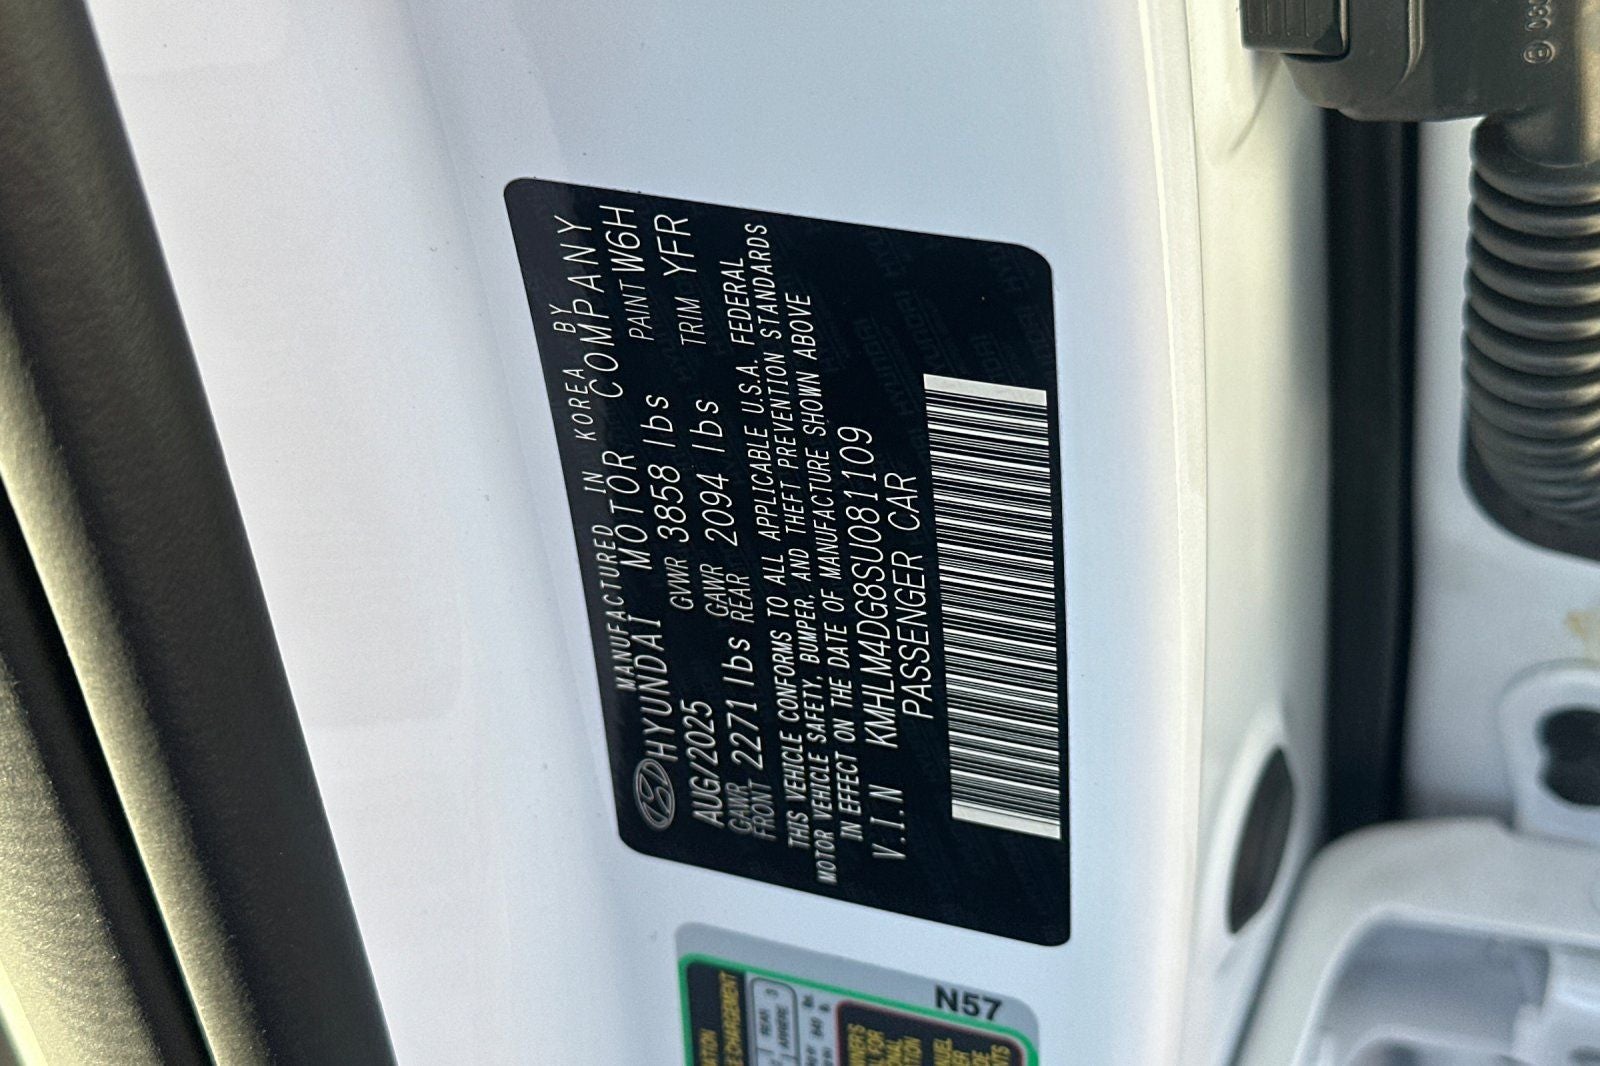 MANUFACTURED IN KOREA BY
HYUNDAI MOTOR COMPANY
AUG/2025 GVWR 3858 lbs PAINT W6H
GAWR FRONT 2271 lbs GAWR REAR 2094 lbs TRIM YFR
THIS VEHICLE CONFORMS TO ALL APPLICABLE U.S.A. FEDERAL
MOTOR VEHICLE SAFETY, BUMPER, AND THEFT PREVENTION STANDARDS
IN EFFECT ON THE DATE OF MANUFACTURE SHOWN ABOVE
V.I.N KMHLM4DG8SU081109
PASSENGER CAR
N57